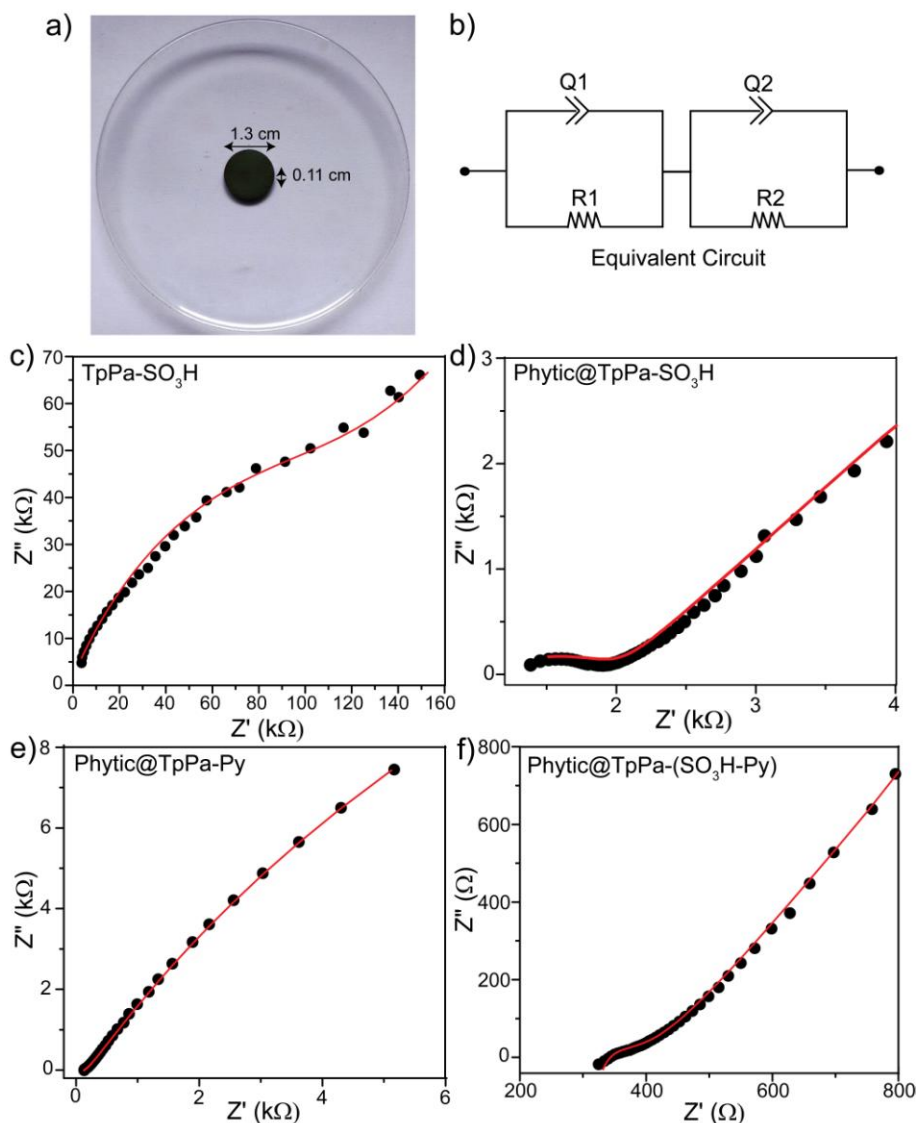 a)
1.3 cm
0.11 cm
b)
Q1
Q2
R1
R2
Equivalent Circuit
c)
TpPa-SO₃H
70
60
50
40
30
20
10
0
Z'' (kΩ)
0 20 40 60 80 100 120 140 160
Z' (kΩ)
d)
Phytic@TpPa-SO₃H
3
2
1
0
Z'' (kΩ)
2 3 4
Z' (kΩ)
e)
Phytic@TpPa-Py
8
6
4
2
0
Z'' (kΩ)
0 2 4 6
Z' (kΩ)
f)
Phytic@TpPa-(SO₃H-Py)
800
600
400
200
0
Z'' (Ω)
200 400 600 800
Z' (Ω)